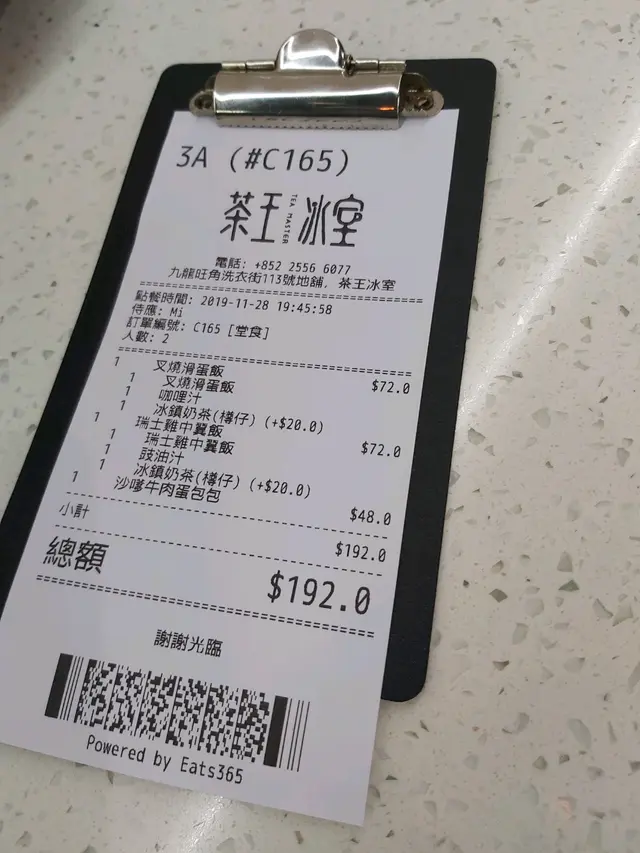 3A (#C165)
茶王 TEA MASTER 冰室
電話: +852 2556 6077
九龍旺角洗衣街113號地舖, 茶王冰室
點餐時間: 2019-11-28 19:45:58
侍應: Mi
訂單編號: C165 [堂食]
人數: 2
1 叉燒滑蛋飯 $72.0
1 叉燒滑蛋飯
1 咖哩汁
1 冰鎮奶茶(樽仔) (+$20.0)
1 瑞士雞中翼飯 $72.0
1 瑞士雞中翼飯
1 豉油汁
1 冰鎮奶茶(樽仔) (+$20.0)
1 沙嗲牛肉蛋包包 $48.0
小計 $192.0
總額 $192.0
謝謝光臨
Powered by Eats365